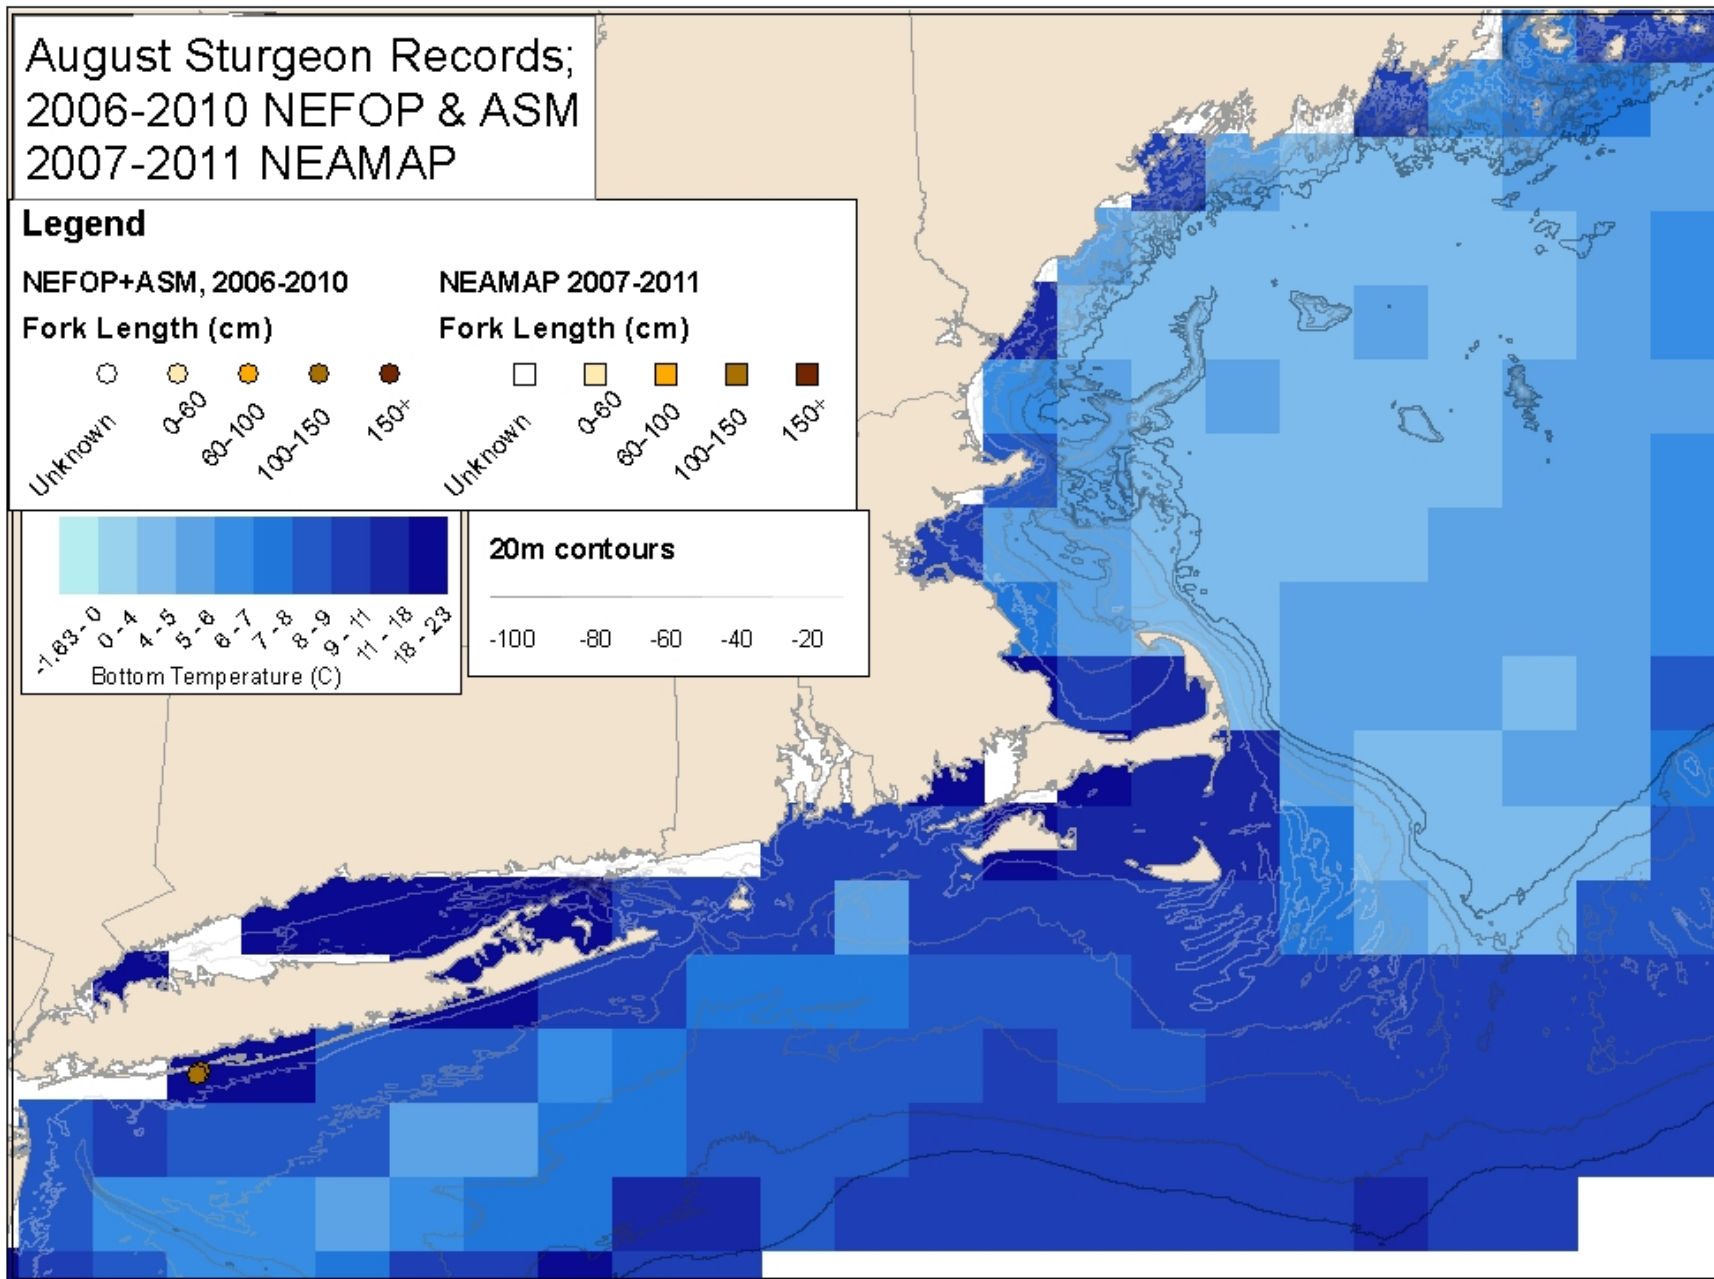 August Sturgeon Records;
2006-2010 NEFOP & ASM
2007-2011 NEAMAP
Legend
NEFOP+ASM, 2006-2010
Fork Length (cm)
Unknown
0-60
60-100
100-150
150+
NEAMAP 2007-2011
Fork Length (cm)
Unknown
0-60
60-100
100-150
150+
-1.63 - 0
0 - 4
4 - 5
5 - 6
6 - 7
7 - 8
8 - 9
9 - 11
11 - 18
18 - 23
Bottom Temperature (C)
20m contours
-100 -80 -60 -40 -20